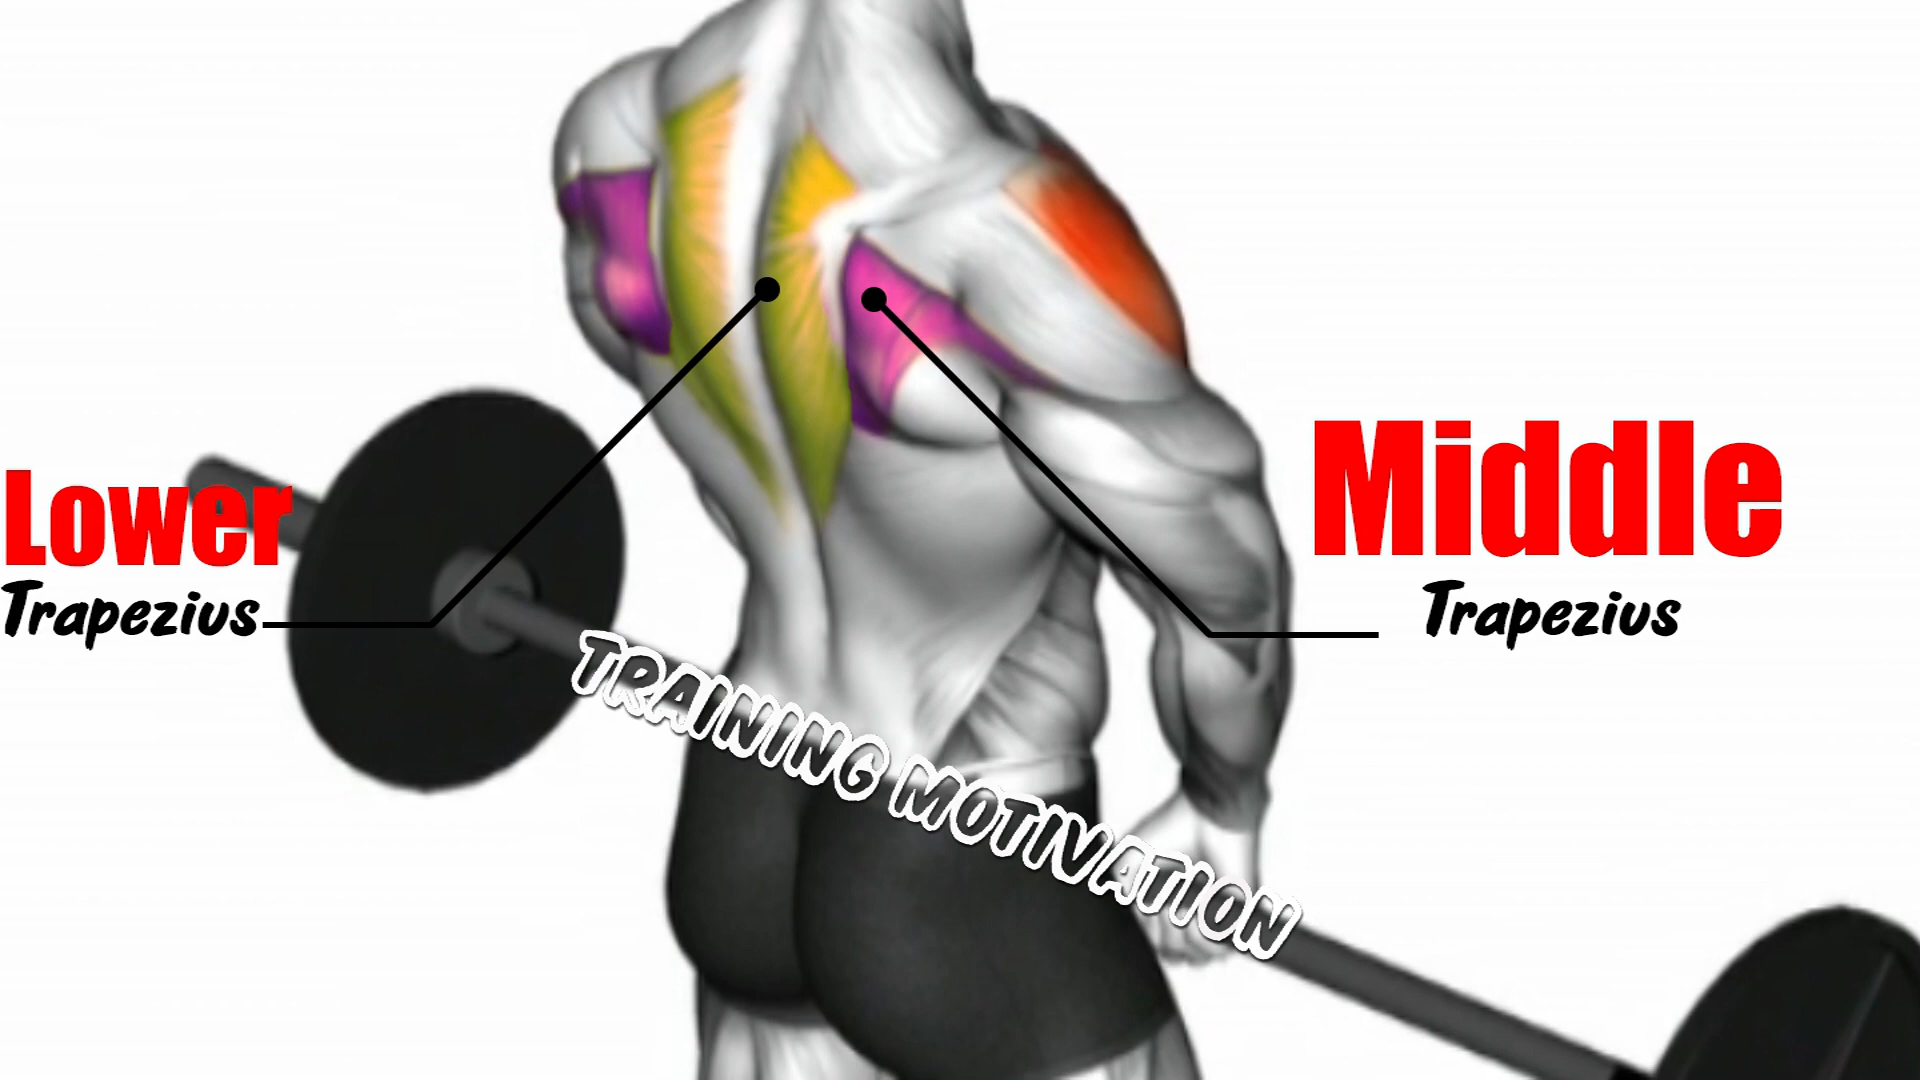 Lower
Trapezius
Middle
Trapezius
TRAINING MOTIVATION